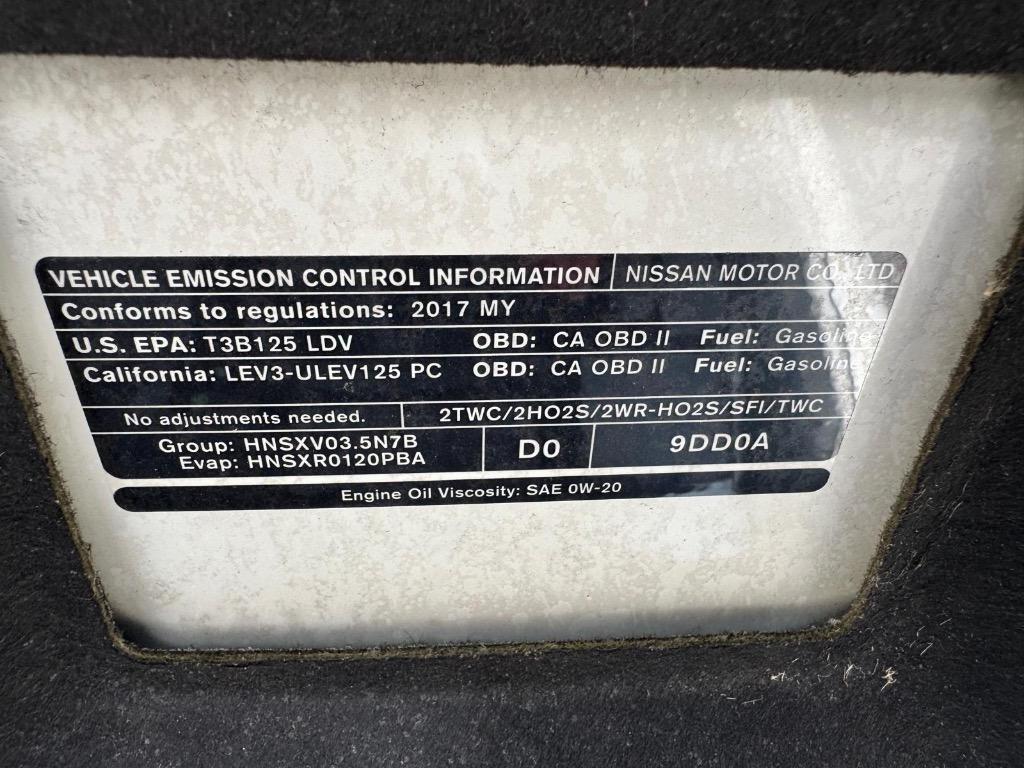 VEHICLE EMISSION CONTROL INFORMATION NISSAN MOTOR CO., LTD
Conforms to regulations: 2017 MY
U.S. EPA: T3B125 LDV OBD: CA OBD II Fuel: Gasoline
California: LEV3-ULEV125 PC OBD: CA OBD II Fuel: Gasoline
No adjustments needed. 2TWC/2HO2S/2WR-HO2S/SFI/TWC
Group: HNSXV03.5N7B
Evap: HNSXR0120PBA
D0 9DD0A
Engine Oil Viscosity: SAE 0W-20